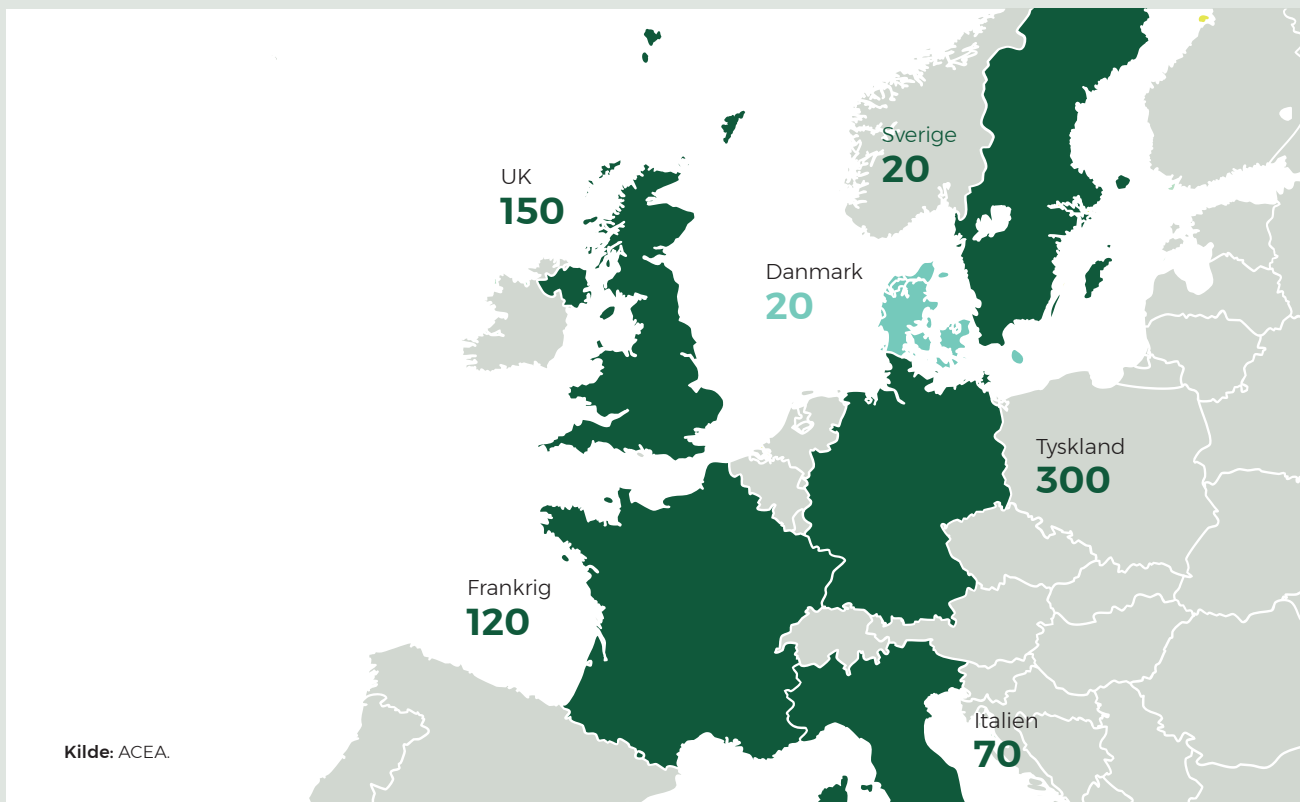 Sverige
20
UK
150
Danmark
20
Tyskland
300
Frankrig
120
Italien
70
Kilde: ACEA.